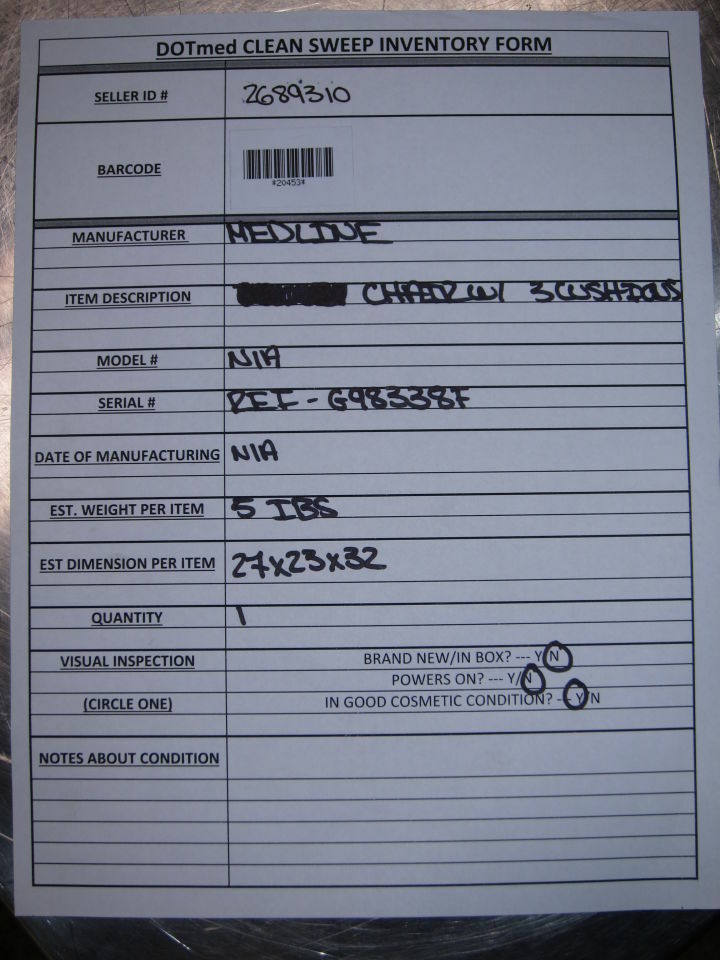 DOTmed CLEAN SWEEP INVENTORY FORM
SELLER ID # 2689310
BARCODE
*20453*
MANUFACTURER MEDLINE
ITEM DESCRIPTION CHAIR W/ 3 CUSHIONS
MODEL # N/A
SERIAL # REF - G98338F
DATE OF MANUFACTURING N/A
EST. WEIGHT PER ITEM 5 IBS
EST DIMENSION PER ITEM 27x23x32
QUANTITY 1
VISUAL INSPECTION BRAND NEW/IN BOX? --- Y/N
POWERS ON? --- Y/N
(CIRCLE ONE) IN GOOD COSMETIC CONDITION? --- Y/N
NOTES ABOUT CONDITION